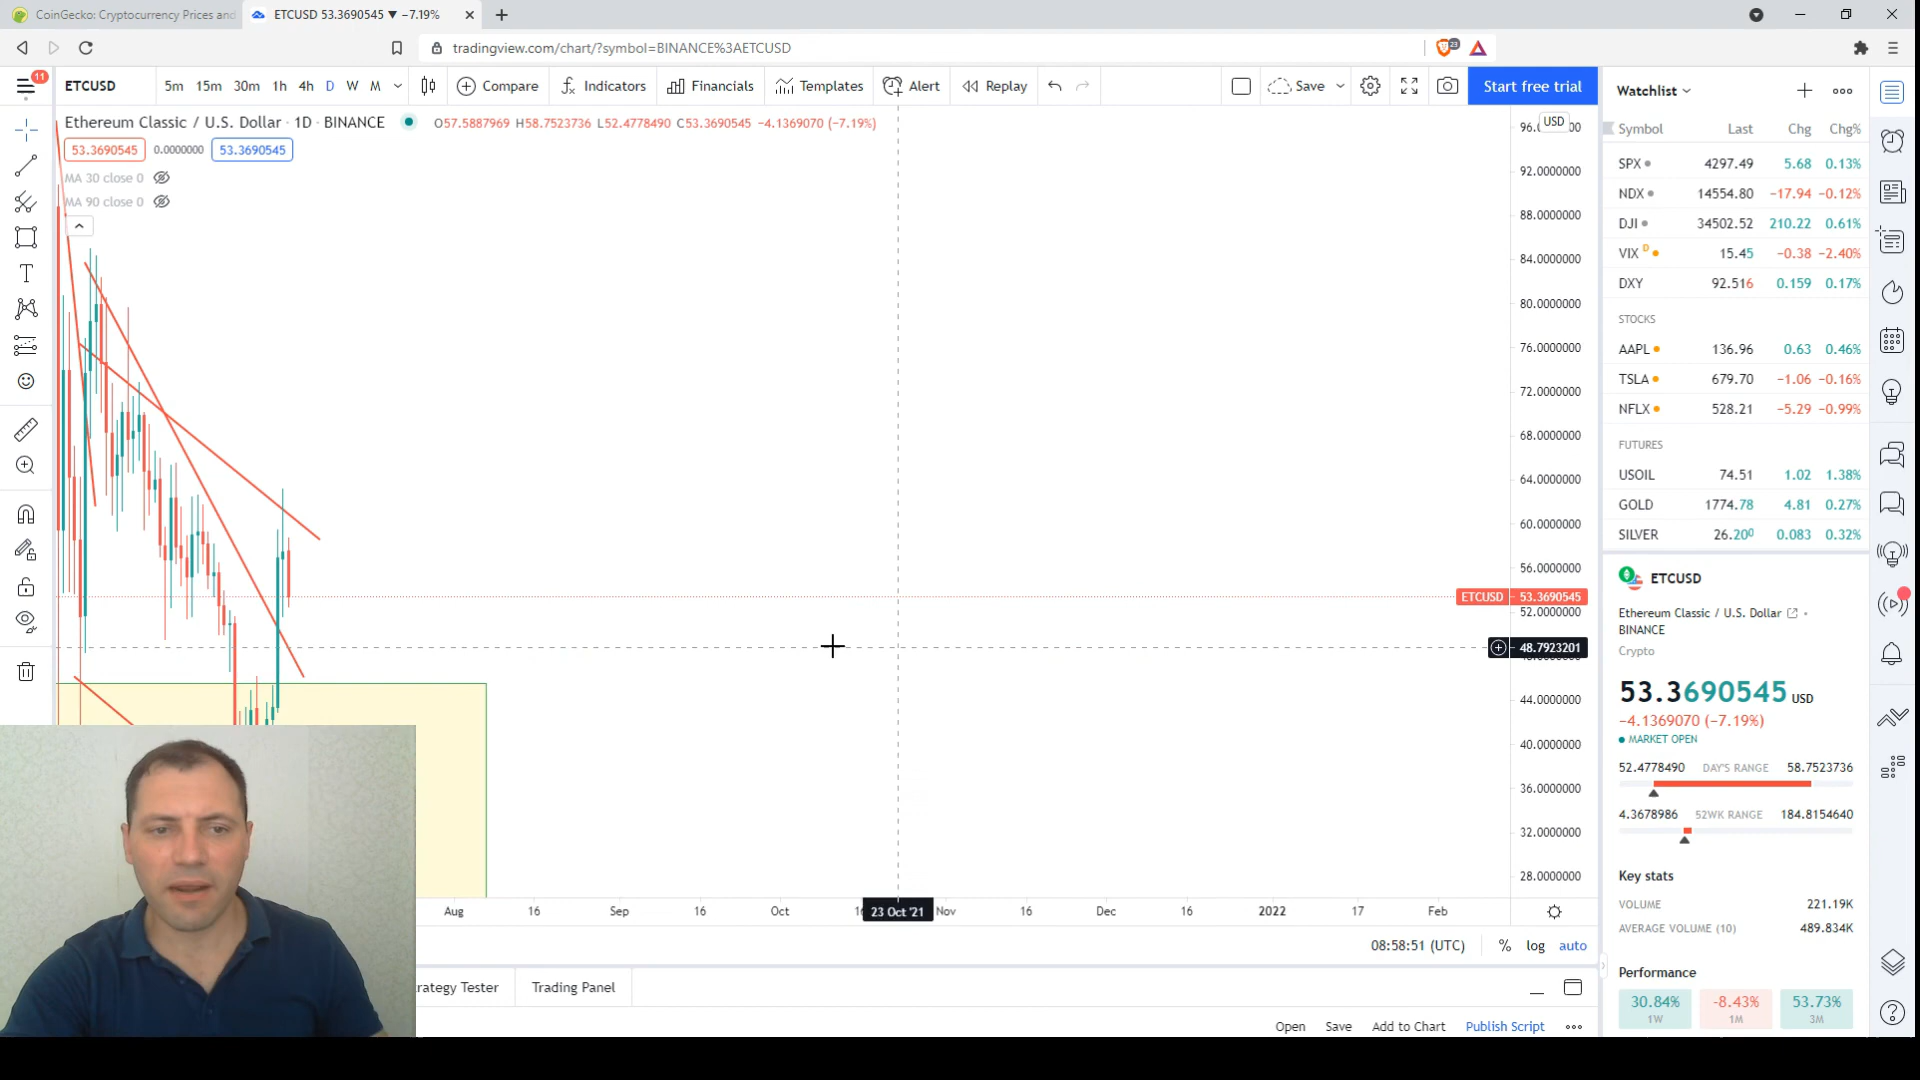 CoinGecko: Cryptocurrency Prices and
ETCUSD 53.3690545 ▼ −7.19%
tradingview.com/chart/?symbol=BINANCE%3AETCUSD
23
11
ETCUSD
5m 15m 30m 1h 4h D W M
Compare
Indicators
Financials
Templates
Alert
Replay
Save
Start free trial
Ethereum Classic / U.S. Dollar · 1D · BINANCE
O57.5887969 H58.7523736 L52.4778490 C53.3690545 −4.1369070 (−7.19%)
53.3690545 0.0000000 53.3690545
MA 30 close 0
MA 90 close 0
USD
92.0000000
88.0000000
84.0000000
80.0000000
76.0000000
72.0000000
68.0000000
64.0000000
60.0000000
56.0000000
ETCUSD 53.3690545
52.0000000
48.7923201
44.0000000
40.0000000
36.0000000
32.0000000
28.0000000
Aug 16 Sep 16 Oct 23 Oct '21 Nov 16 Dec 16 2022 17 Feb
08:58:51 (UTC) % log auto
Trading Panel
Open Save Add to Chart Publish Script
Watchlist
Symbol Last Chg Chg%
SPX 4297.49 5.68 0.13%
NDX 14554.80 −17.94 −0.12%
DJI 34502.52 210.22 0.61%
VIX D 15.45 −0.38 −2.40%
DXY 92.516 0.159 0.17%
STOCKS
AAPL 136.96 0.63 0.46%
TSLA 679.70 −1.06 −0.16%
NFLX 528.21 −5.29 −0.99%
FUTURES
USOIL 74.51 1.02 1.38%
GOLD 1774.78 4.81 0.27%
SILVER 26.200 0.083 0.32%
ETCUSD
Ethereum Classic / U.S. Dollar
BINANCE
Crypto
53.3690545 USD
−4.1369070 (−7.19%)
MARKET OPEN
52.4778490 DAY'S RANGE 58.7523736
4.3678986 52WK RANGE 184.8154640
Key stats
VOLUME 221.19K
AVERAGE VOLUME (10) 489.834K
Performance
30.84% -8.43% 53.73%
1W 1M 3M